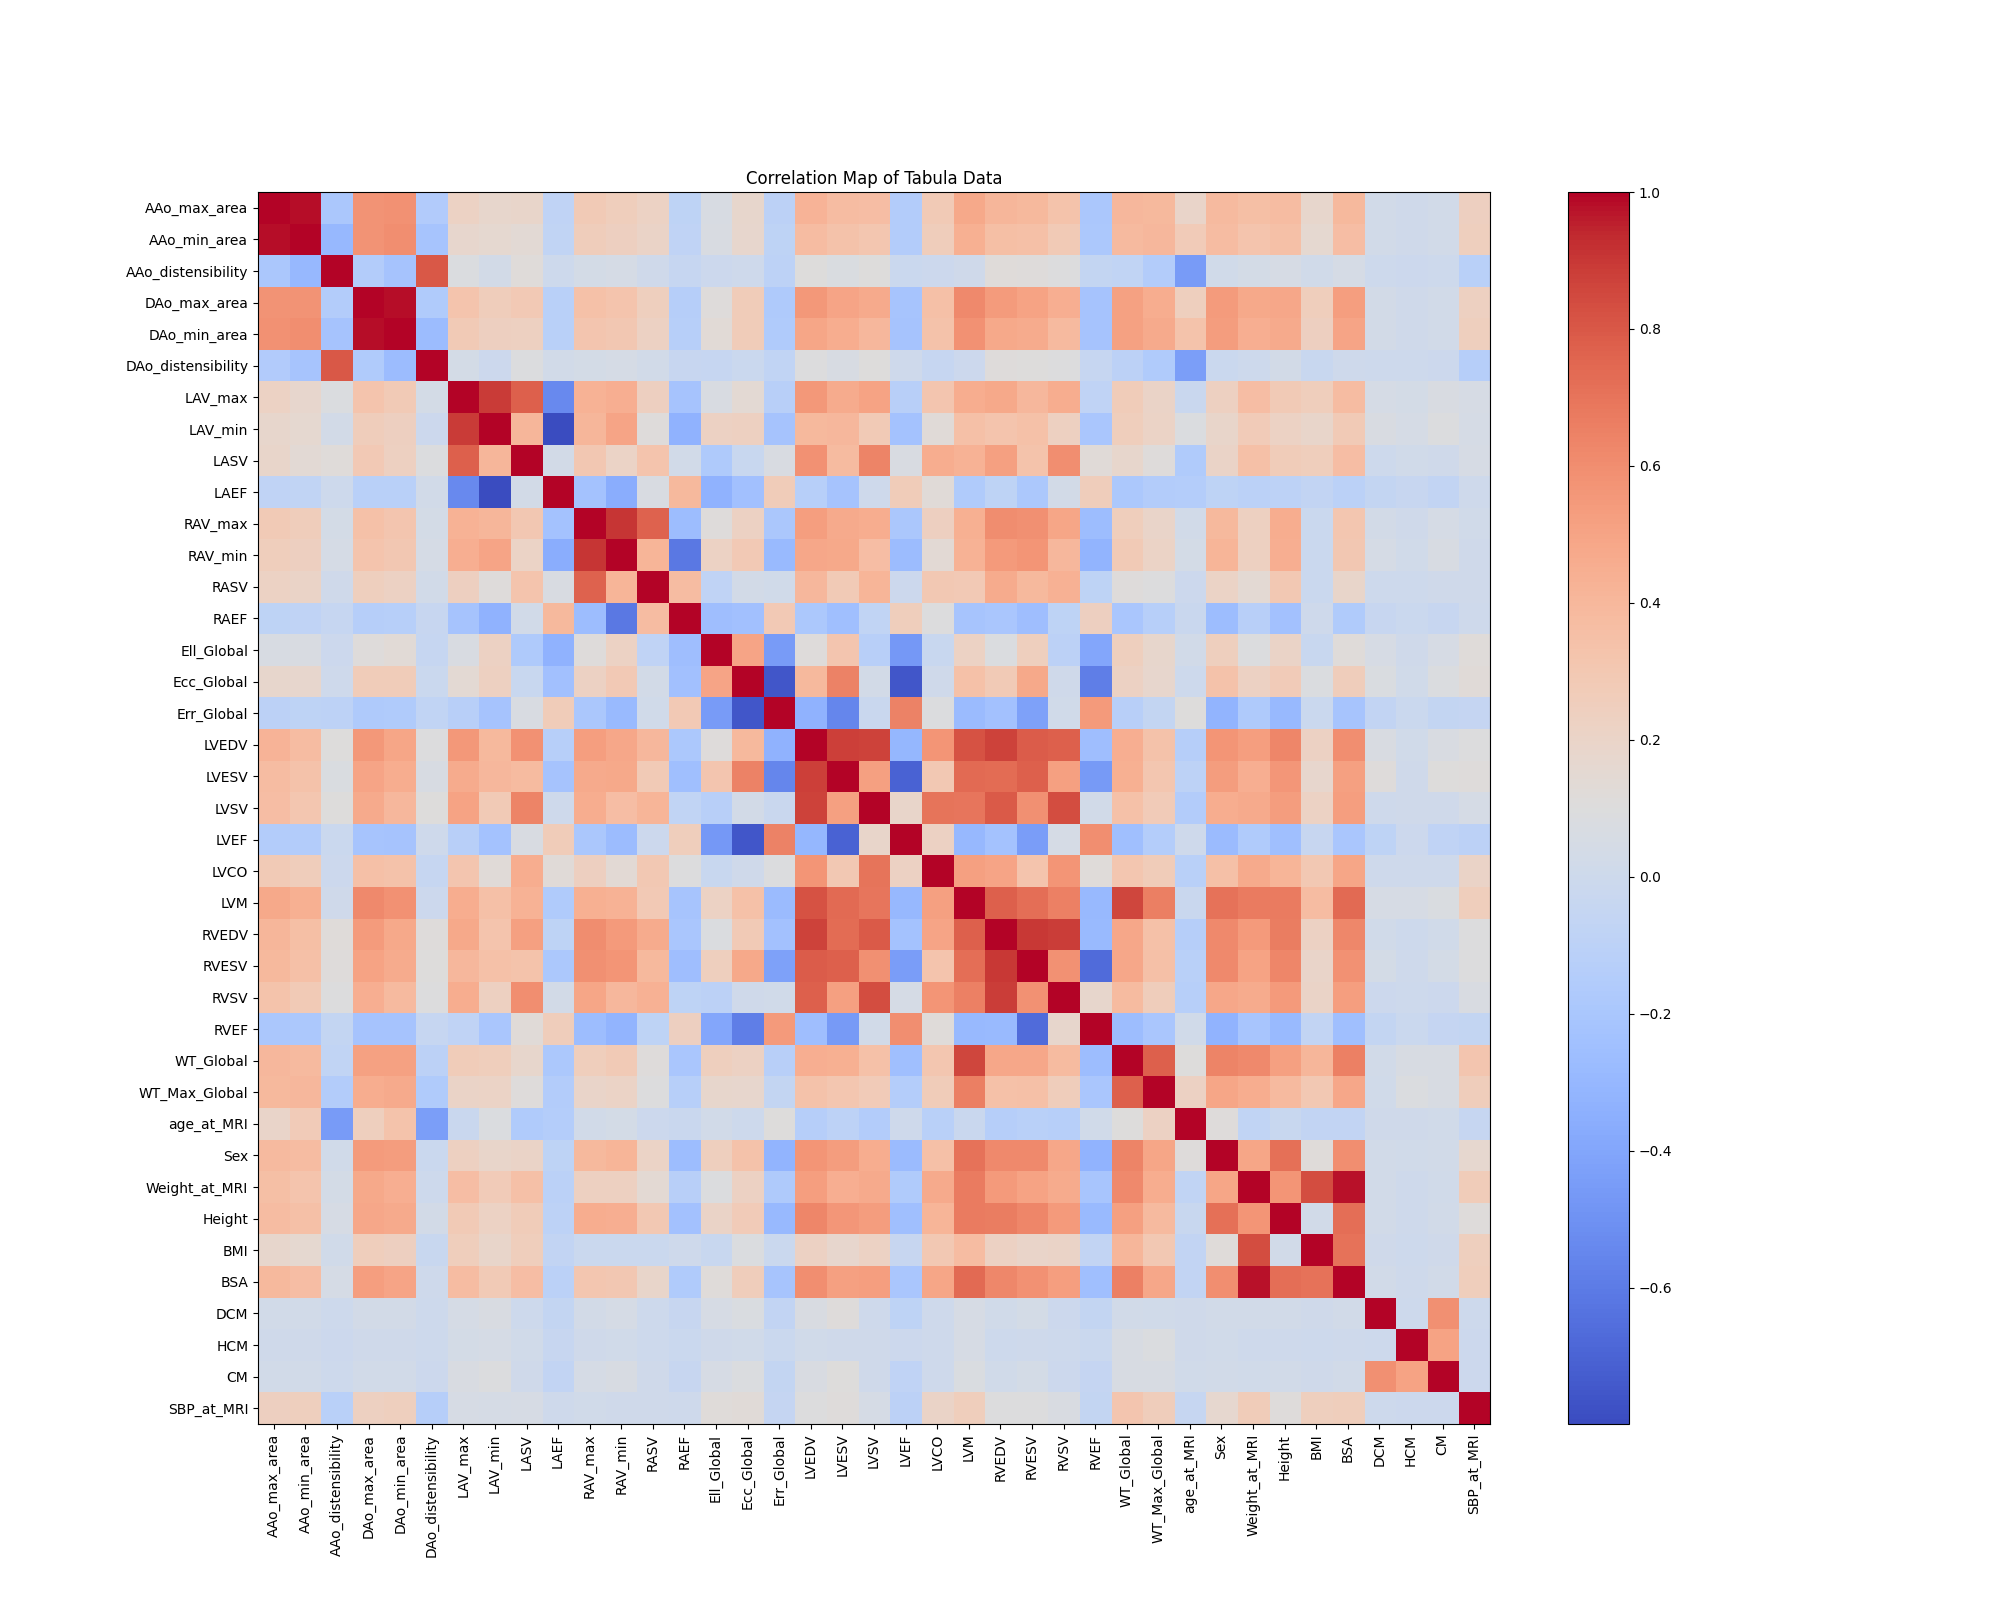 Correlation Map of Tabula Data
AAo_max_area
AAo_min_area
AAo_distensibility
DAo_max_area
DAo_min_area
DAo_distensibility
LAV_max
LAV_min
LASV
LAEF
RAV_max
RAV_min
RASV
RAEF
Ell_Global
Ecc_Global
Err_Global
LVEDV
LVESV
LVSV
LVEF
LVCO
LVM
RVEDV
RVESV
RVSV
RVEF
WT_Global
WT_Max_Global
age_at_MRI
Sex
Weight_at_MRI
Height
BMI
BSA
DCM
HCM
CM
SBP_at_MRI
AAo_max_area
AAo_min_area
AAo_distensibility
DAo_max_area
DAo_min_area
DAo_distensibility
LAV_max
LAV_min
LASV
LAEF
RAV_max
RAV_min
RASV
RAEF
Ell_Global
Ecc_Global
Err_Global
LVEDV
LVESV
LVSV
LVEF
LVCO
LVM
RVEDV
RVESV
RVSV
RVEF
WT_Global
WT_Max_Global
age_at_MRI
Sex
Weight_at_MRI
Height
BMI
BSA
DCM
HCM
CM
SBP_at_MRI
1.0
0.8
0.6
0.4
0.2
0.0
−0.2
−0.4
−0.6